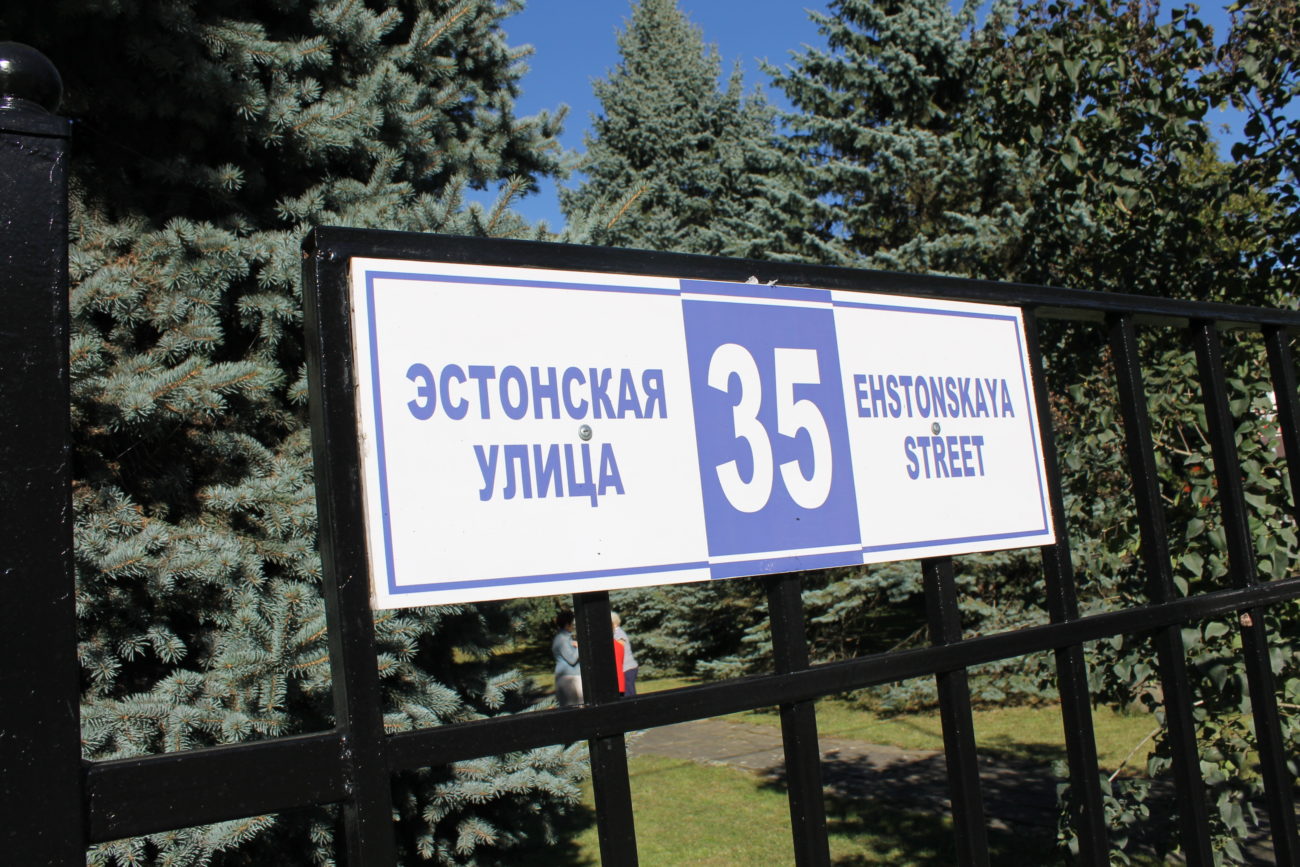 ЭСТОНСКАЯ
УЛИЦА
35
EHSTONSKAYA
STREET